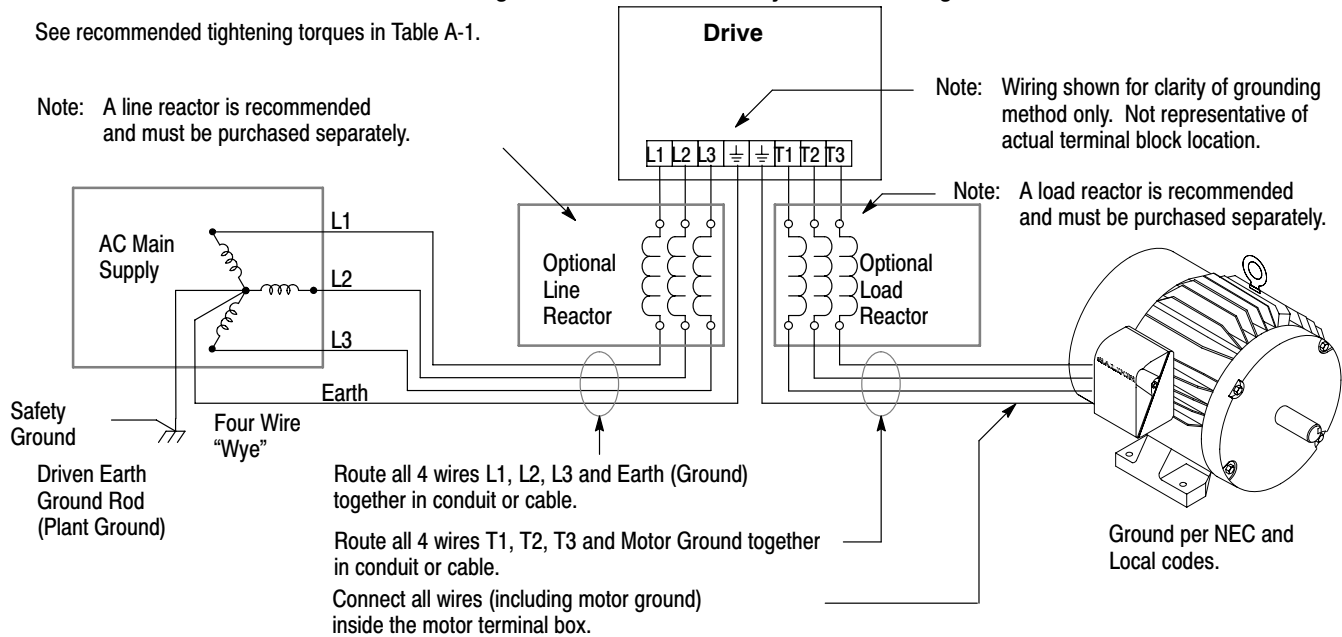 See recommended tightening torques in Table A-1.
Drive
Note: A line reactor is recommended
and must be purchased separately.
Note: Wiring shown for clarity of grounding
method only. Not representative of
actual terminal block location.
L1 L2 L3 T1 T2 T3
Note: A load reactor is recommended
and must be purchased separately.
AC Main
Supply
L1
L2
L3
Earth
Optional
Line
Reactor
Optional
Load
Reactor
BALDOR
Safety
Ground
Four Wire
“Wye”
Driven Earth
Ground Rod
(Plant Ground)
Route all 4 wires L1, L2, L3 and Earth (Ground)
together in conduit or cable.
Route all 4 wires T1, T2, T3 and Motor Ground together
in conduit or cable.
Connect all wires (including motor ground)
inside the motor terminal box.
Ground per NEC and
Local codes.